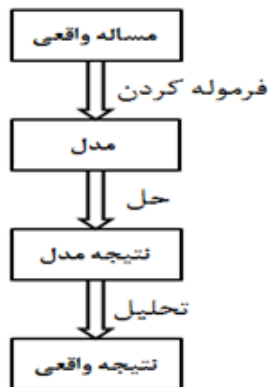 مساله واقعی
فرموله کردن
مدل
حل
نتیجه مدل
تحلیل
نتیجه واقعی